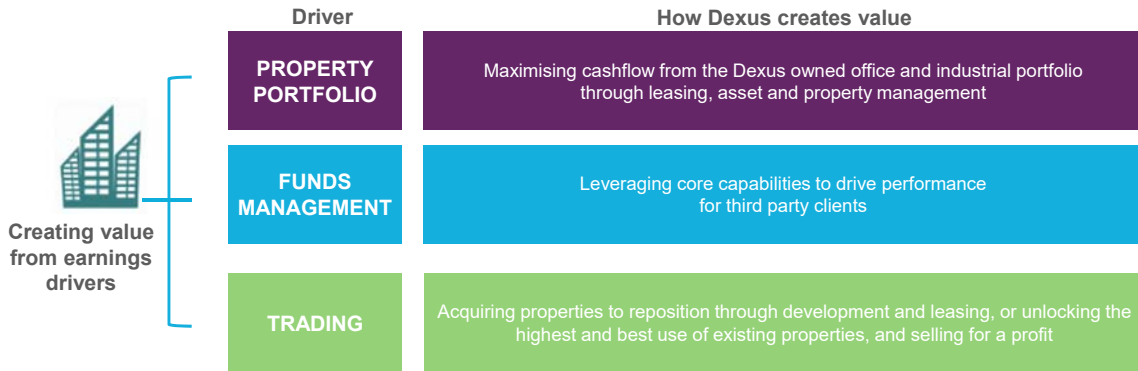 Driver
How Dexus creates value
PROPERTY
PORTFOLIO
Maximising cashflow from the Dexus owned office and industrial portfolio
through leasing, asset and property management
FUNDS
MANAGEMENT
Leveraging core capabilities to drive performance
for third party clients
Creating value
from earnings
drivers
TRADING
Acquiring properties to reposition through development and leasing, or unlocking the
highest and best use of existing properties, and selling for a profit